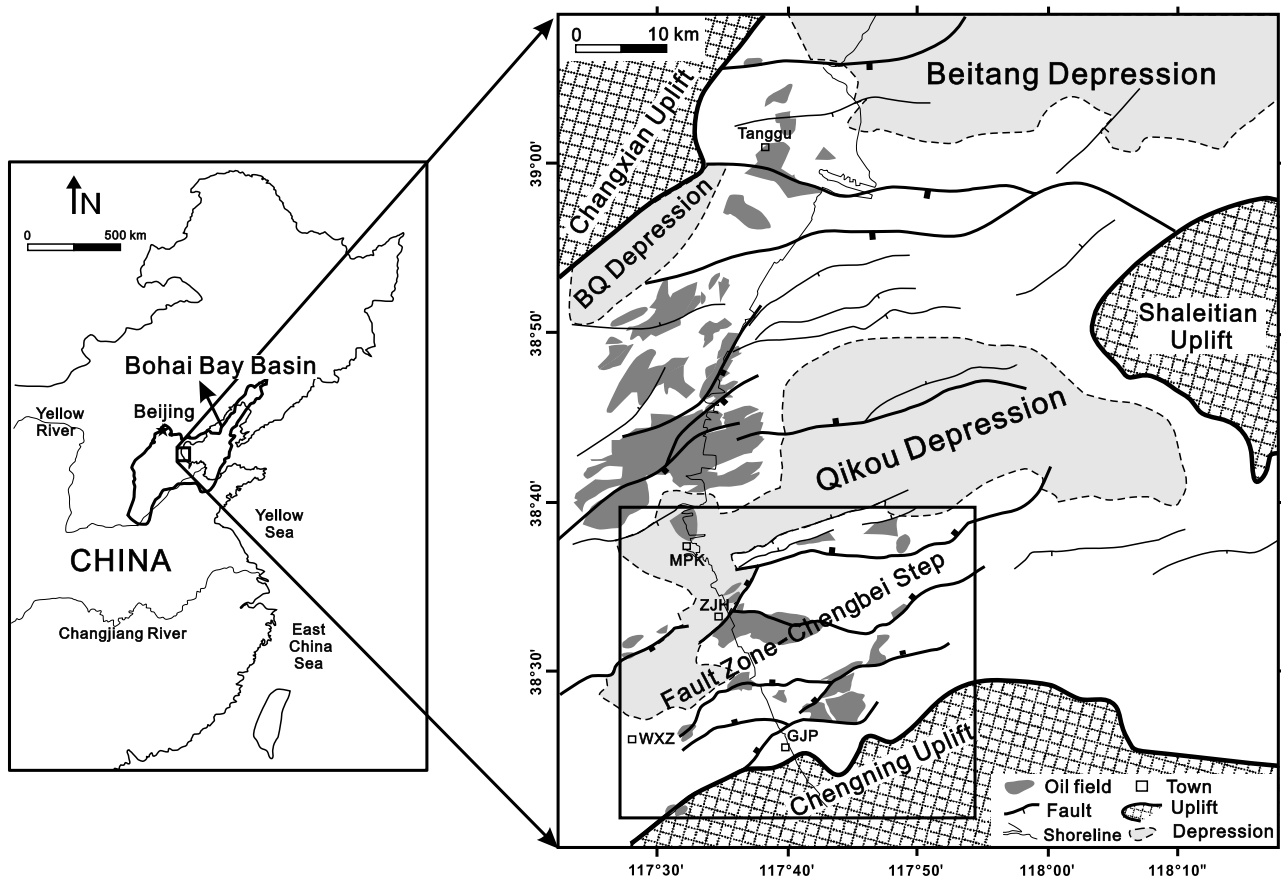 N
0 500 km
Bohai Bay Basin
Beijing
Yellow
River
Yellow
Sea
CHINA
Changjiang River
East
China
Sea
0 10 km
Changxian Uplift
Beitang Depression
Tanggu
BQ Depression
Shaleitian
Uplift
Qikou Depression
MPK
ZJH
Fault Zone-Chengbei Step
WXZ
GJP
Chengning Uplift
Oil field
Town
Fault
Uplift
Shoreline
Depression
39°00'
38°50'
38°40'
38°30'
117°30'
117°40'
117°50'
118°00'
118°10"